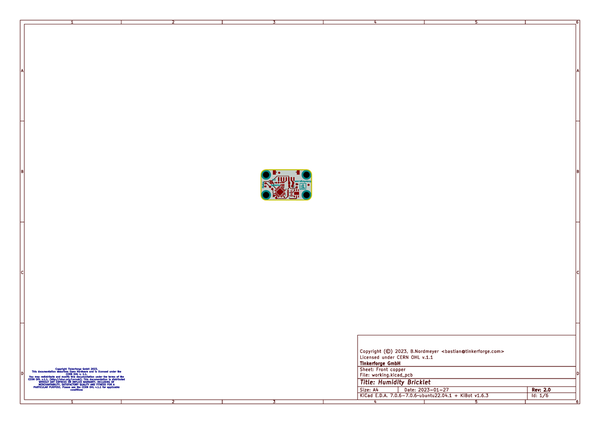 1 2 3 4 5 6
A A
B B
C C
D D
Copyright Tinkerforge GmbH 2023.
This documentation describes Open Hardware and is licensed under the
CERN OHL v. 1.1.
You may redistribute and modify this documentation under the terms of the
CERN OHL v.1.1. (http://ohwr.org/cernohl). This documentation is distributed
WITHOUT ANY EXPRESS OR IMPLIED WARRANTY, INCLUDING OF
MERCHANTABILITY, SATISFACTORY QUALITY AND FITNESS FOR A
PARTICULAR PURPOSE. Please see the CERN OHL v.1.1 for applicable
conditions
Copyright (©) 2023, B.Nordmeyer <bastian@tinkerforge.com>
Licensed under CERN OHL v.1.1
Tinkerforge GmbH
Sheet: Front copper
File: working.kicad_pcb
Title: Humidity Bricklet
Size: A4 Date: 2023-01-27 Rev: 2.0
KiCad E.D.A. 7.0.6-7.0.6~ubuntu22.04.1 + KiBot v1.6.3 Id: 1/6
1 2 3 4 5 6